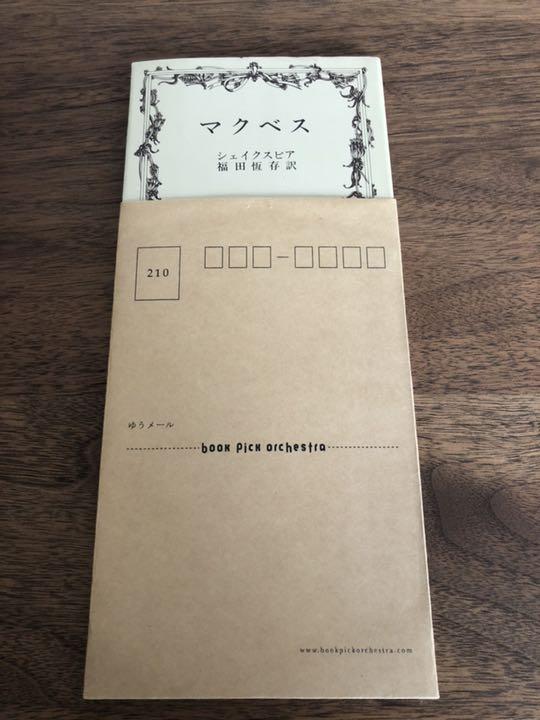 マクベス
シェイクスピア
福田恆存訳
210
□□□-□□□□
ゆうメール
book pick orchestra
www.bookpickorchestra.com